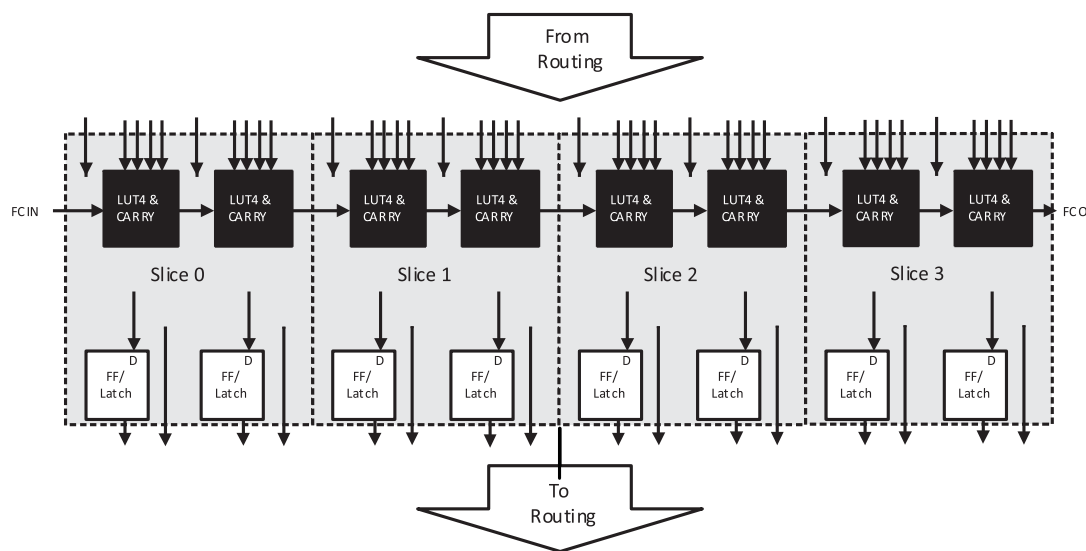 From
Routing
LUT4 &
CARRY
LUT4 &
CARRY
LUT4 &
CARRY
LUT4 &
CARRY
LUT4 &
CARRY
LUT4 &
CARRY
LUT4 &
CARRY
LUT4 &
CARRY
FCIN
FCO
Slice 0
Slice 1
Slice 2
Slice 3
D
FF/
Latch
D
FF/
Latch
D
FF/
Latch
D
FF/
Latch
D
FF/
Latch
D
FF/
Latch
D
FF/
Latch
D
FF/
Latch
To
Routing